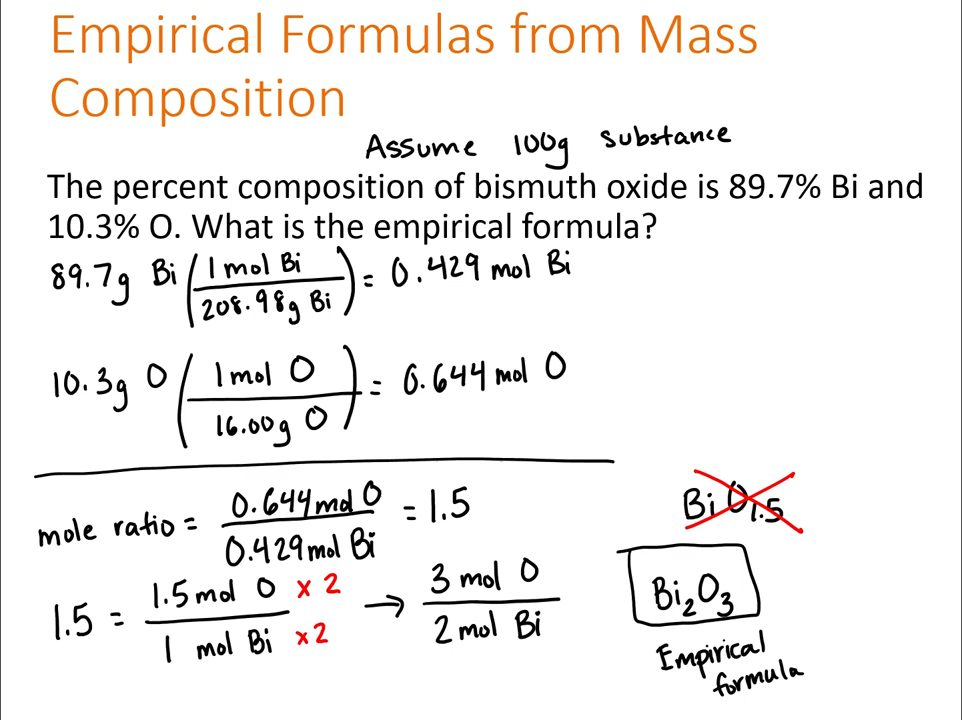 Empirical Formulas from Mass
Composition
Assume 100g substance
The percent composition of bismuth oxide is 89.7% Bi and
10.3% O. What is the empirical formula?
89.7g Bi (1 mol Bi / 208.98g Bi) = 0.429 mol Bi
10.3g O (1 mol O / 16.00g O) = 0.644 mol O
mole ratio = 0.644 mol O / 0.429 mol Bi = 1.5
BiO₁.₅
1.5 = 1.5 mol O x 2 / 1 mol Bi x 2 → 3 mol O / 2 mol Bi
Bi₂O₃
Empirical
formula